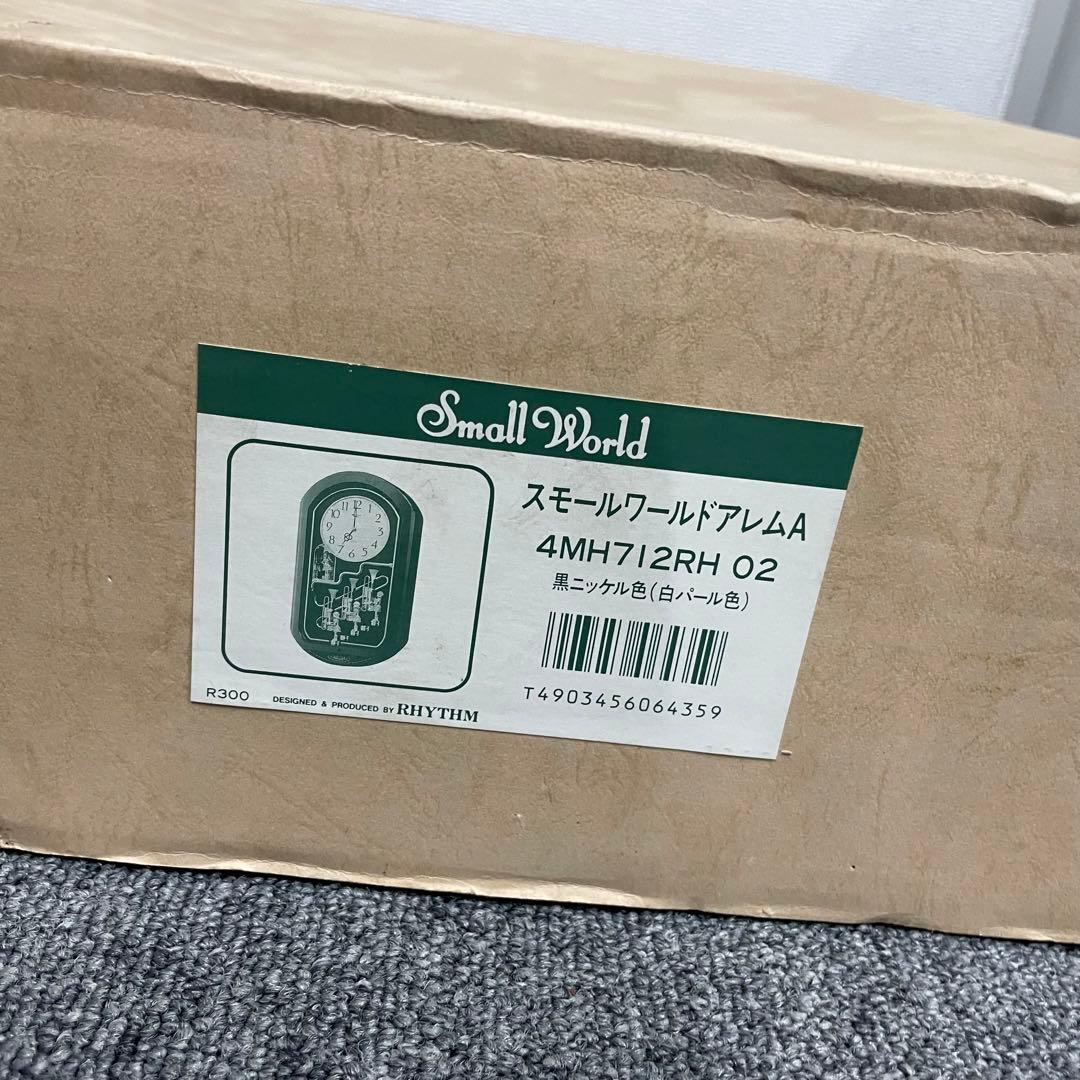 Small World
スモールワールドアレムA
4MH712RH 02
黒ニッケル色(白パール色)
T4903456064359
R300 DESIGNED & PRODUCED BY RHYTHM